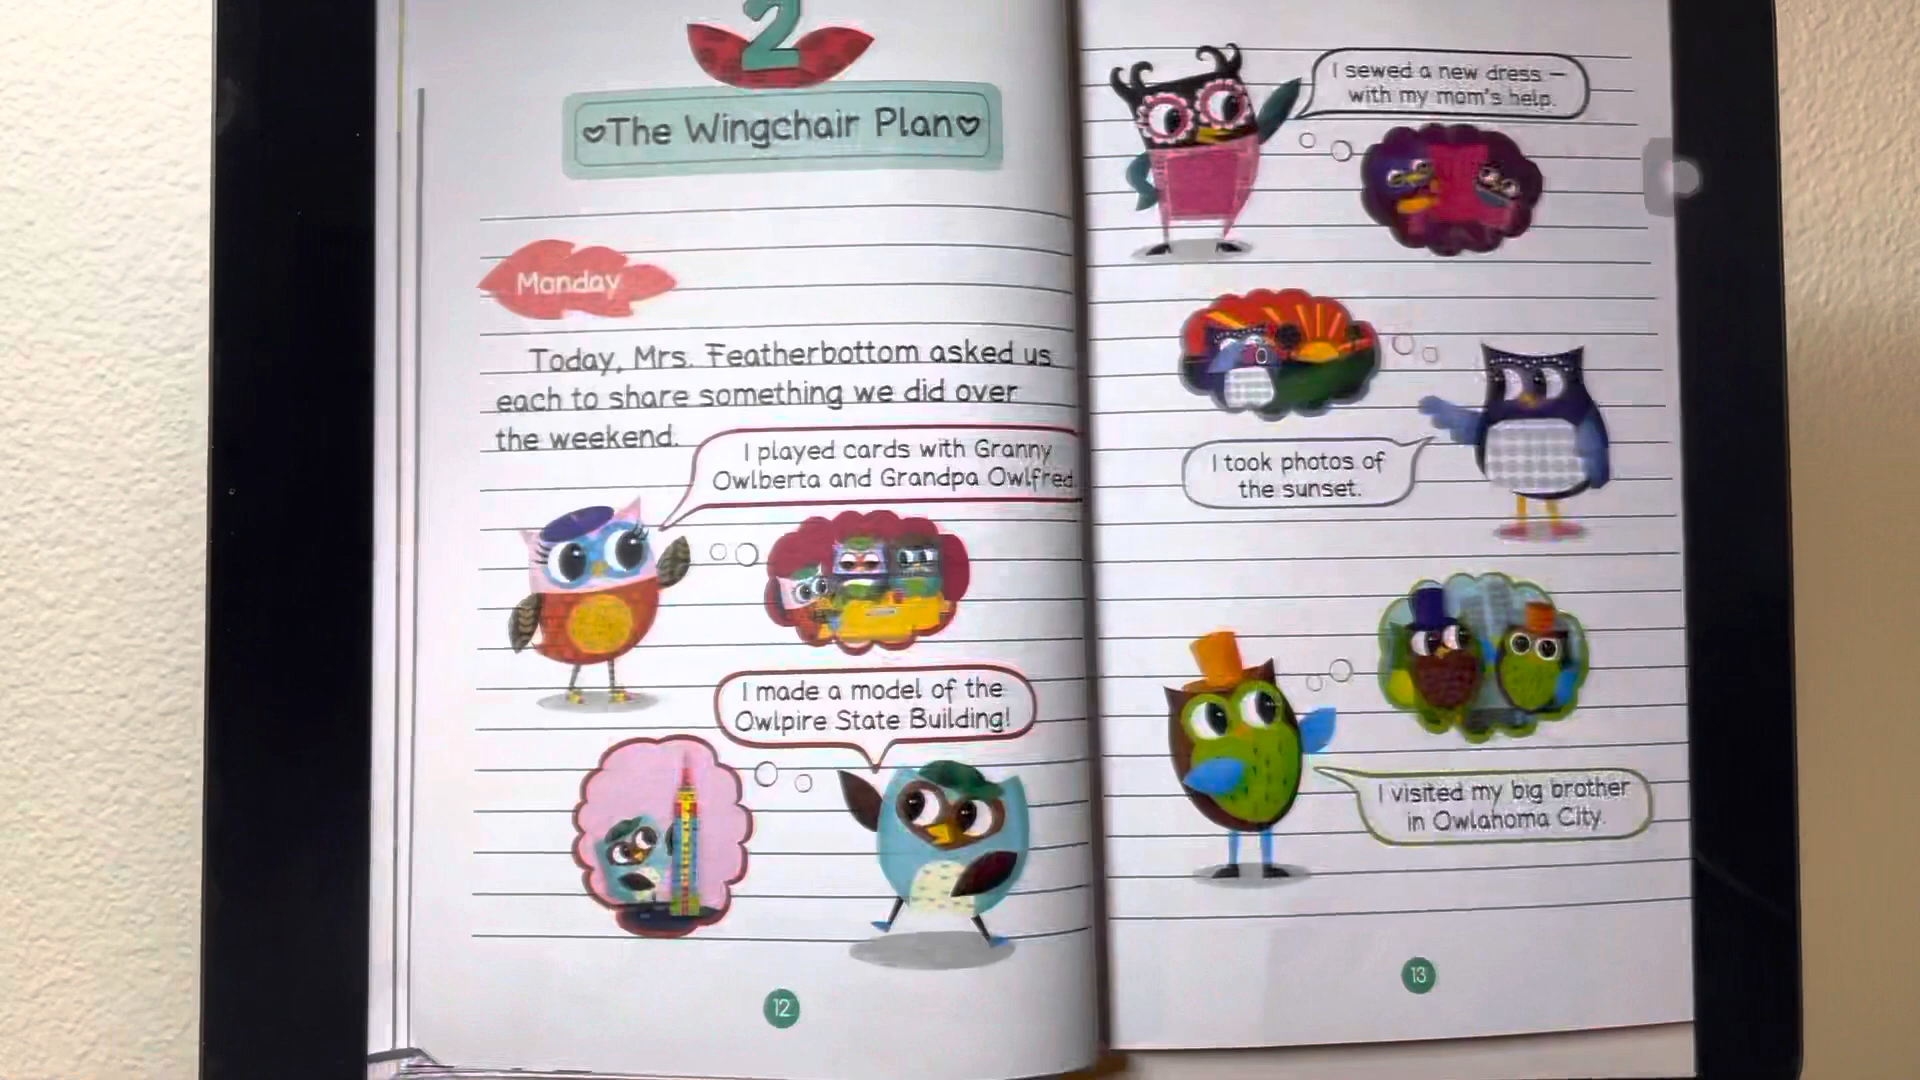 2
The Wingchair Plan
Monday
Today, Mrs. Featherbottom asked us
each to share something we did over
the weekend.
I played cards with Granny
Owlberta and Grandpa Owlfred.
I made a model of the
Owlpire State Building!
12
I sewed a new dress —
with my mom's help.
I took photos of
the sunset.
I visited my big brother
in Owlahoma City.
13